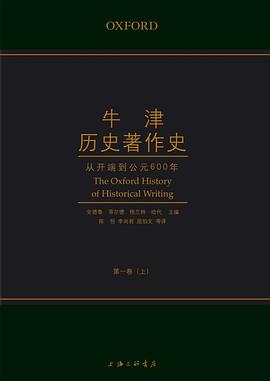 OXFORD
牛 津
历史著作史
从开端到公元600年
The Oxford History
of Historical Writing
安德鲁·菲尔德 格兰特·哈代 主编
陈 恒 李尚君 屈伯文 等译
第一卷（上）
上海三联书店